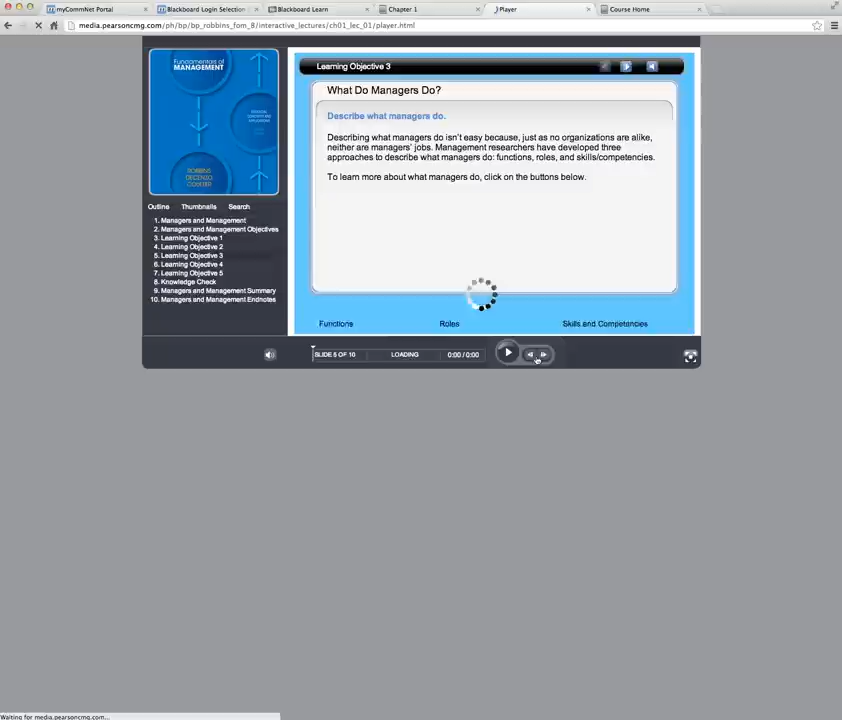 myCommNet Portal
Blackboard Login Selection
Blackboard Learn
Chapter 1
Player
Course Home
media.pearsoncmg.com/ph/bp/bp_robbins_fom_8/interactive_lectures/ch01_lec_01/player.html
Fundamentals of
MANAGEMENT
ROBBINS
DECENZO
COULTER
Outline
Thumbnails
Search
1. Managers and Management
2. Managers and Management Objectives
3. Learning Objective 1
4. Learning Objective 2
5. Learning Objective 3
6. Learning Objective 4
7. Learning Objective 5
8. Knowledge Check
9. Managers and Management Summary
10. Managers and Management Endnotes
Learning Objective 3
What Do Managers Do?
Describe what managers do.
Describing what managers do isn't easy because, just as no organizations are alike,
neither are managers' jobs. Management researchers have developed three
approaches to describe what managers do: functions, roles, and skills/competencies.
To learn more about what managers do, click on the buttons below.
Functions
Roles
Skills and Competencies
SLIDE 5 OF 10
LOADING
0:00 / 0:00
Waiting for media.pearsoncmg.com...